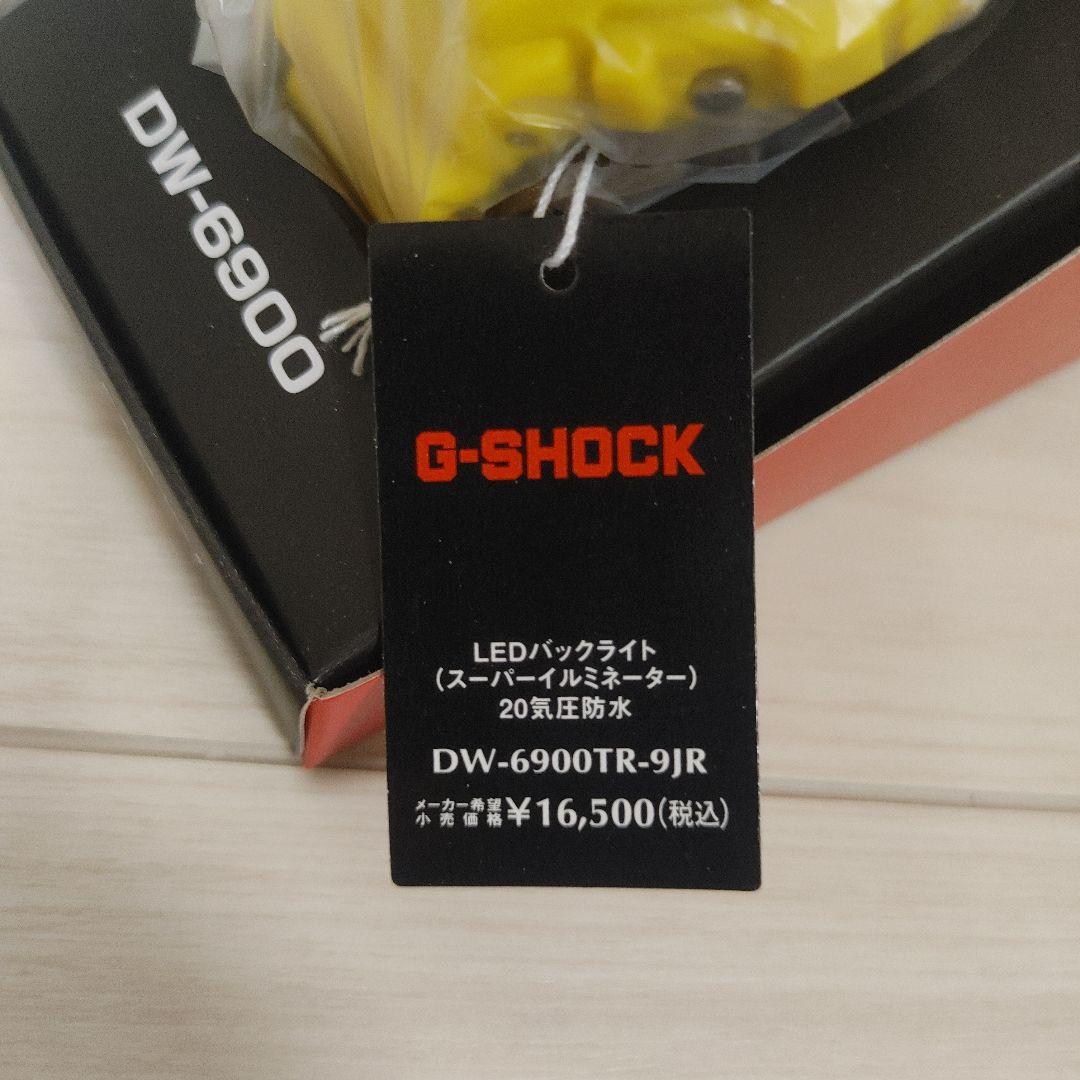 DW-6900
G-SHOCK
LEDバックライト
(スーパーイルミネーター)
20気圧防水
DW-6900TR-9JR
メーカー希望小売価格 ¥16,500(税込)